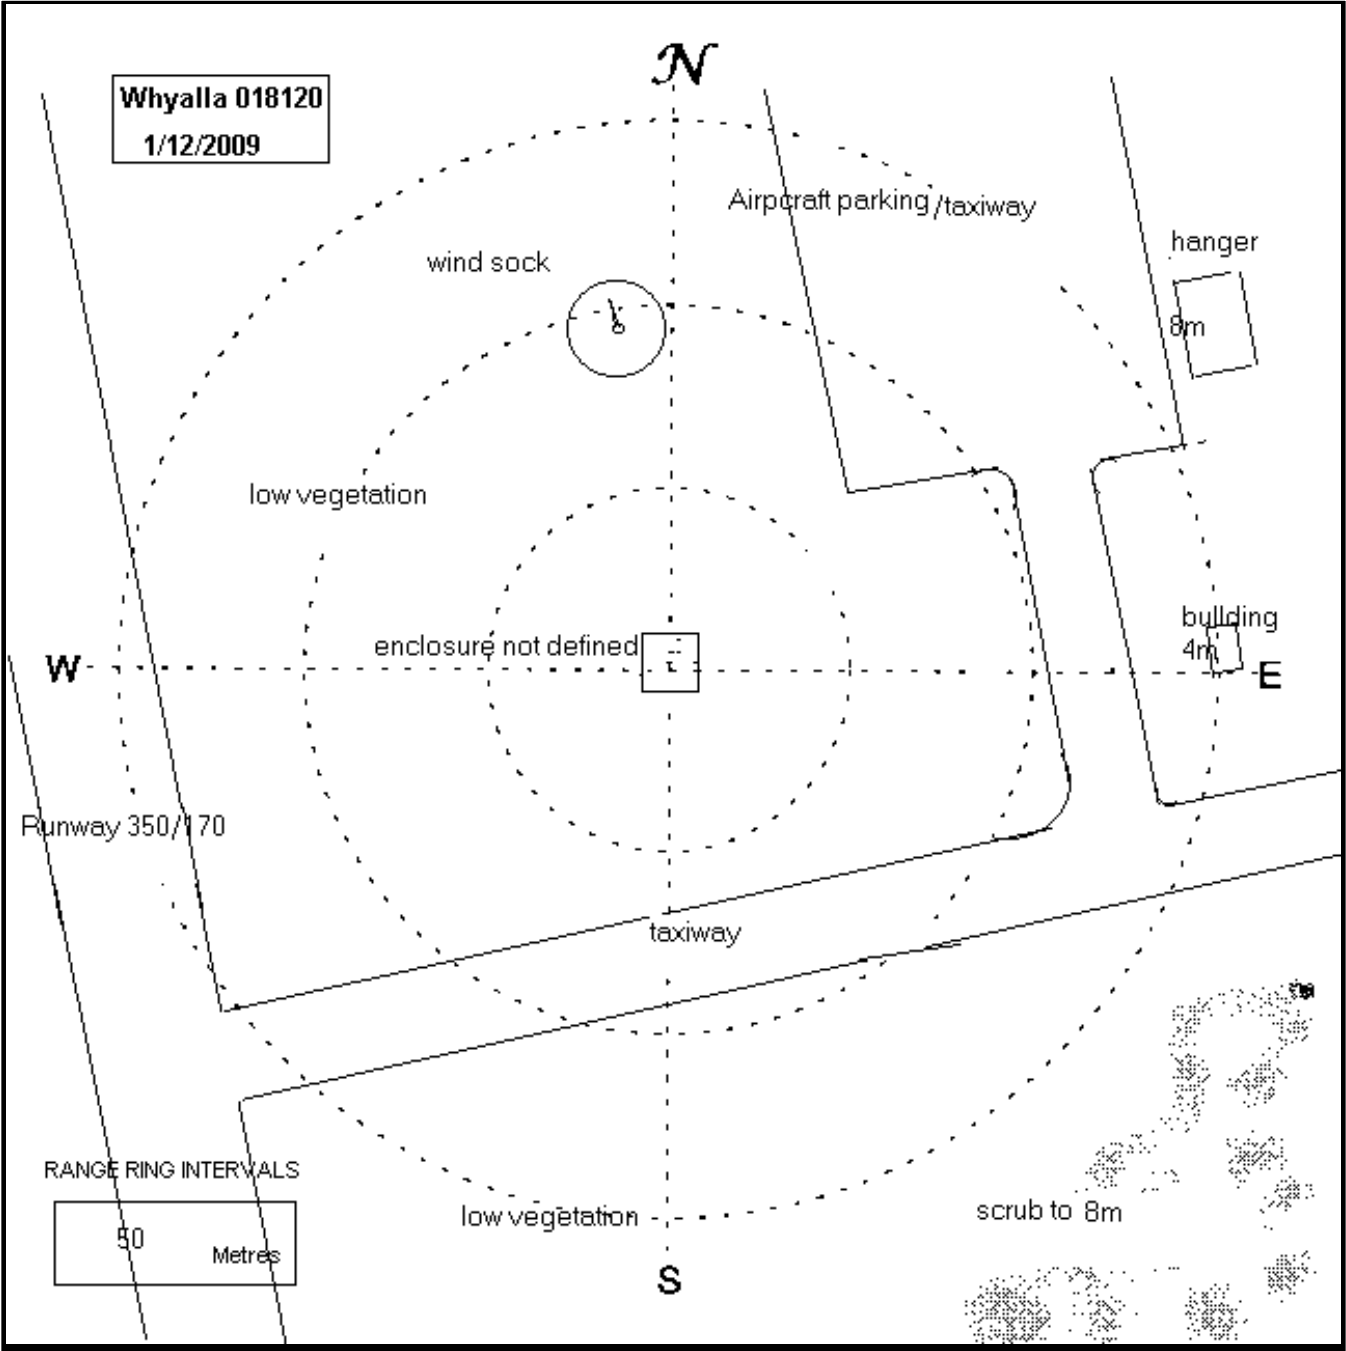 N
Whyalla 018120
1/12/2009
Airpcraft parking/taxiway
hanger
wind sock
8m
low vegetation
building
enclosure not defined
4m
W
E
Runway 350/170
taxiway
RANGE RING INTERVALS
low vegetation
scrub to 8m
50
Metres
S